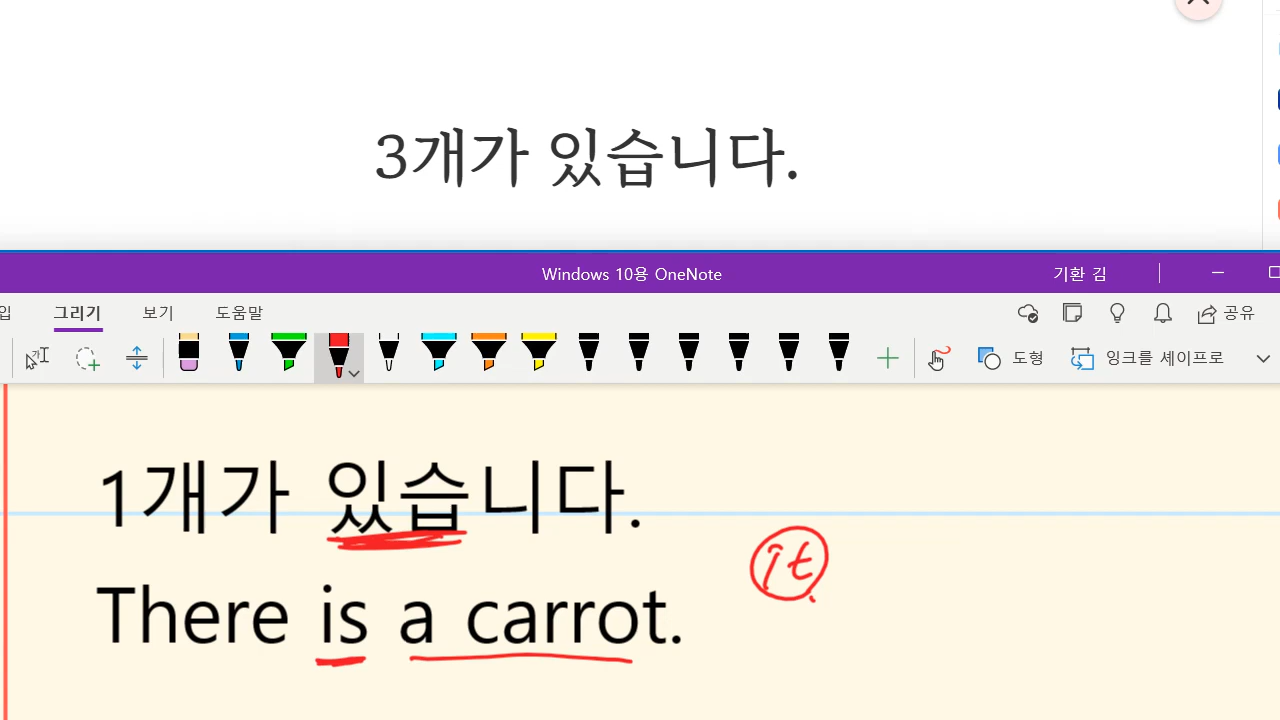 3개가 있습니다.
Windows 10용 OneNote
기환 김
입 그리기 보기 도움말
공유
도형
잉크를 셰이프로
1개가 있습니다.
it
There is a carrot.